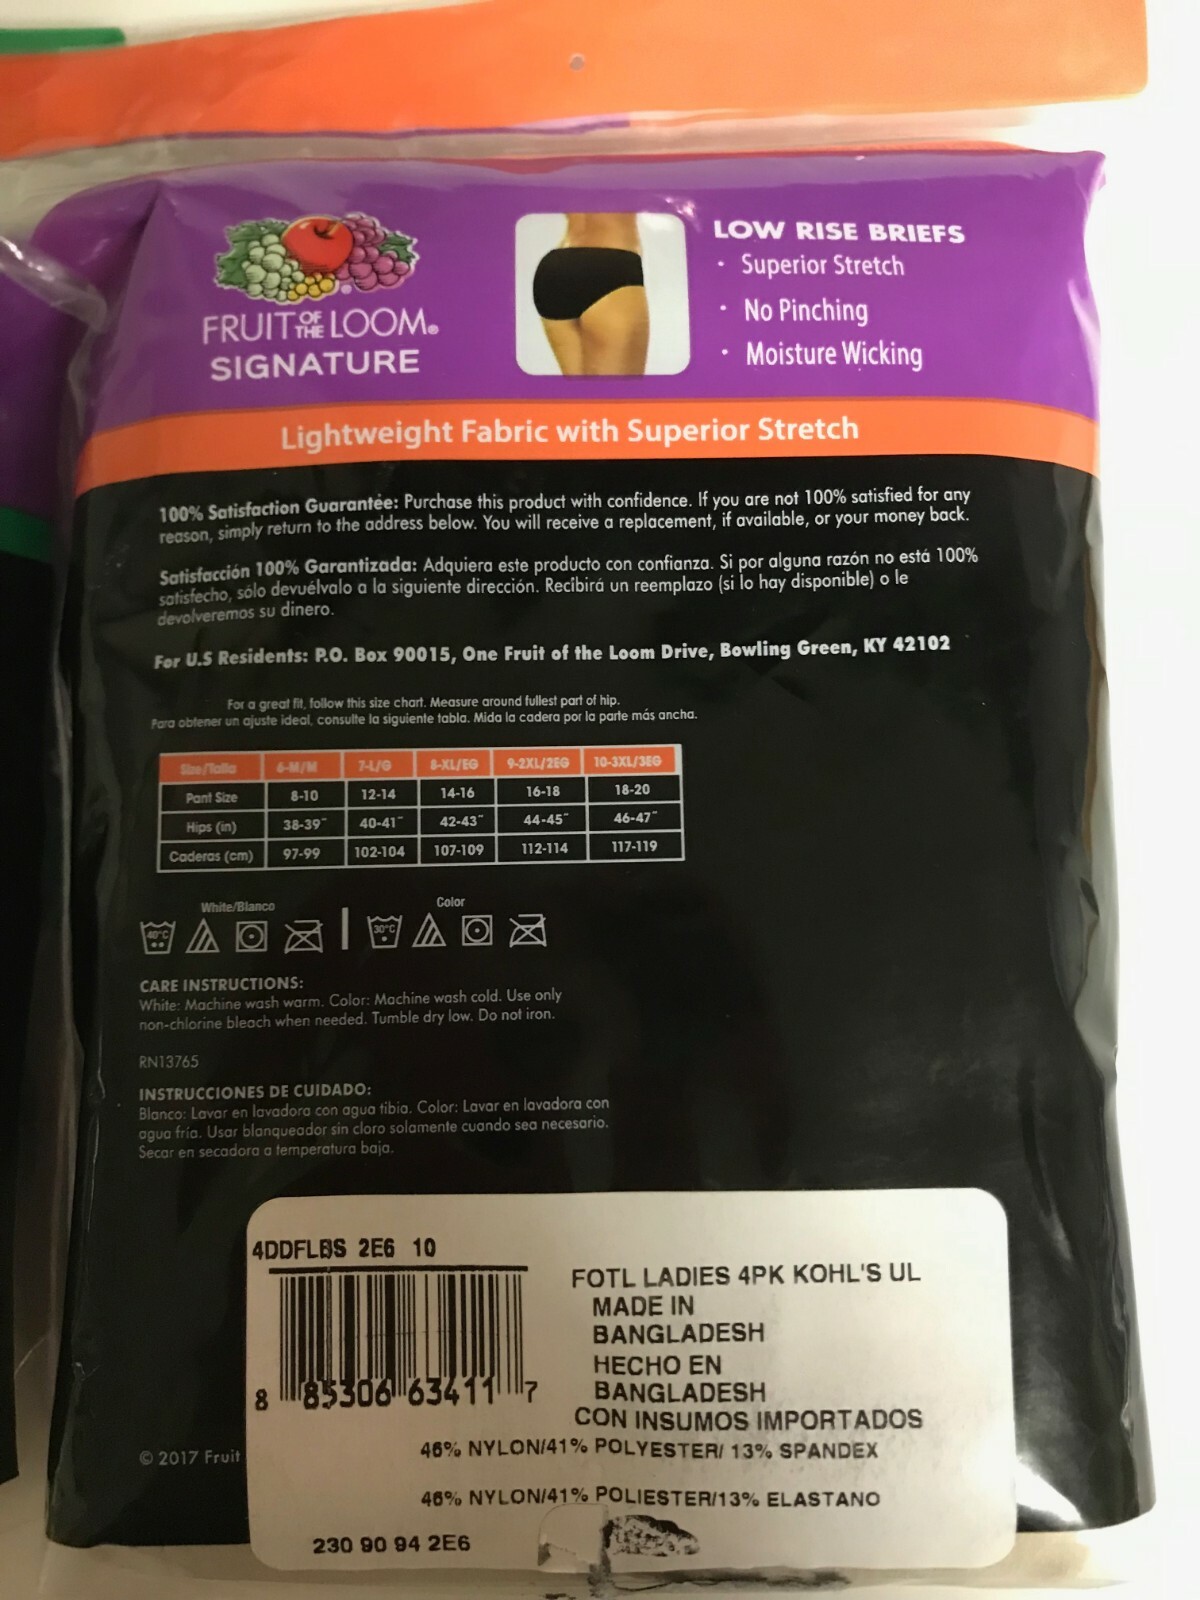 FRUIT OF THE LOOM®
SIGNATURE
LOW RISE BRIEFS
· Superior Stretch
· No Pinching
· Moisture Wicking
Lightweight Fabric with Superior Stretch
100% Satisfaction Guarantee: Purchase this product with confidence. If you are not 100% satisfied for any
reason, simply return to the address below. You will receive a replacement, if available, or your money back.
Satisfacción 100% Garantizada: Adquiera este producto con confianza. Si por alguna razón no está 100%
satisfecho, sólo devuélvalo a la siguiente dirección. Recibirá un reemplazo (si lo hay disponible) o le
devolveremos su dinero.
For U.S Residents: P.O. Box 90015, One Fruit of the Loom Drive, Bowling Green, KY 42102
For a great fit, follow this size chart. Measure around fullest part of hip.
Para obtener un ajuste ideal, consulte la siguiente tabla. Mida la cadera por la parte más ancha.
Size/Talla 6-M/M 7-L/G 8-XL/EG 9-2XL/2EG 10-3XL/3EG
Pant Size 8-10 12-14 14-16 16-18 18-20
Hips (in) 38-39" 40-41" 42-43" 44-45" 46-47"
Caderas (cm) 97-99 102-104 107-109 112-114 117-119
White/Blanco Color
40°C 30°C
CARE INSTRUCTIONS:
White: Machine wash warm. Color: Machine wash cold. Use only
non-chlorine bleach when needed. Tumble dry low. Do not iron.
RN13765
INSTRUCCIONES DE CUIDADO:
Blanco: Lavar en lavadora con agua tibia. Color: Lavar en lavadora con
agua fría. Usar blanqueador sin cloro solamente cuando sea necesario.
Secar en secadora a temperatura baja.
4DDFLBS 2E6 10
8 85306 63411 7
FOTL LADIES 4PK KOHL'S UL
MADE IN
BANGLADESH
HECHO EN
BANGLADESH
CON INSUMOS IMPORTADOS
46% NYLON/41% POLYESTER/ 13% SPANDEX
46% NYLON/41% POLIESTER/13% ELASTANO
230 90 94 2E6
© 2017 Fruit